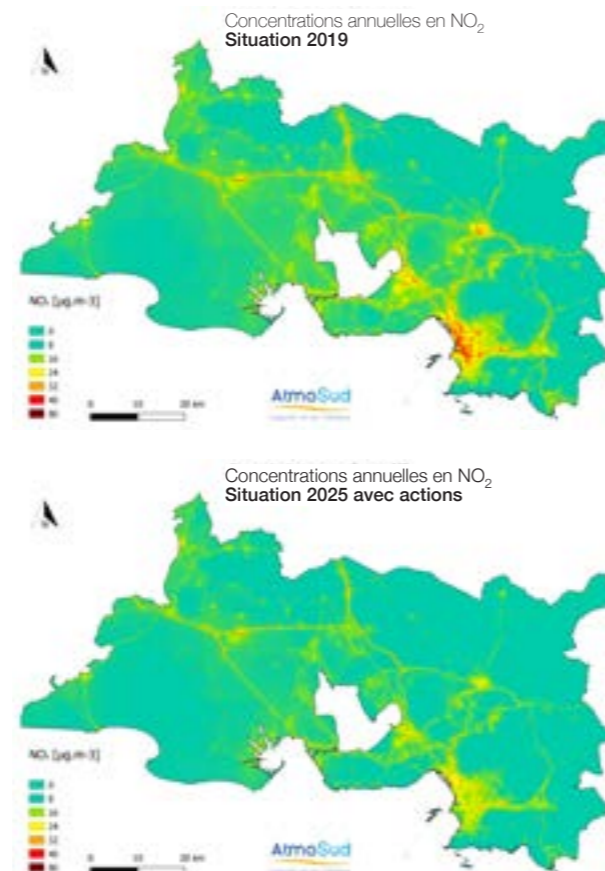 Concentrations annuelles en NO₂
Situation 2019
NO₂ [µg.m-3]
0
8
16
24
32
40
80
0 10 20 km
AtmoSud
Concentrations annuelles en NO₂
Situation 2025 avec actions
NO₂ [µg.m-3]
0
8
16
24
32
40
0 10 20 km
AtmoSud